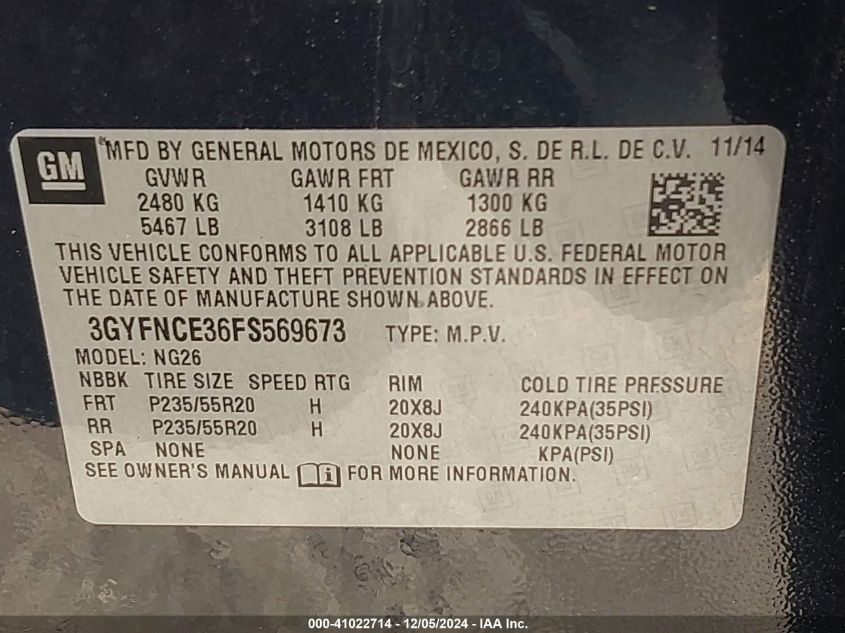 GM ®MFD BY GENERAL MOTORS DE MEXICO, S. DE R.L. DE C.V. 11/14
GVWR GAWR FRT GAWR RR
2480 KG 1410 KG 1300 KG
5467 LB 3108 LB 2866 LB
THIS VEHICLE CONFORMS TO ALL APPLICABLE U.S. FEDERAL MOTOR
VEHICLE SAFETY AND THEFT PREVENTION STANDARDS IN EFFECT ON
THE DATE OF MANUFACTURE SHOWN ABOVE.
3GYFNCE36FS569673 TYPE: M.P.V.
MODEL: NG26
NBBK TIRE SIZE SPEED RTG RIM COLD TIRE PRESSURE
FRT P235/55R20 H 20X8J 240KPA(35PSI)
RR P235/55R20 H 20X8J 240KPA(35PSI)
SPA NONE NONE KPA(PSI)
SEE OWNER'S MANUAL FOR MORE INFORMATION.
000-41022714 - 12/05/2024 - IAA Inc.